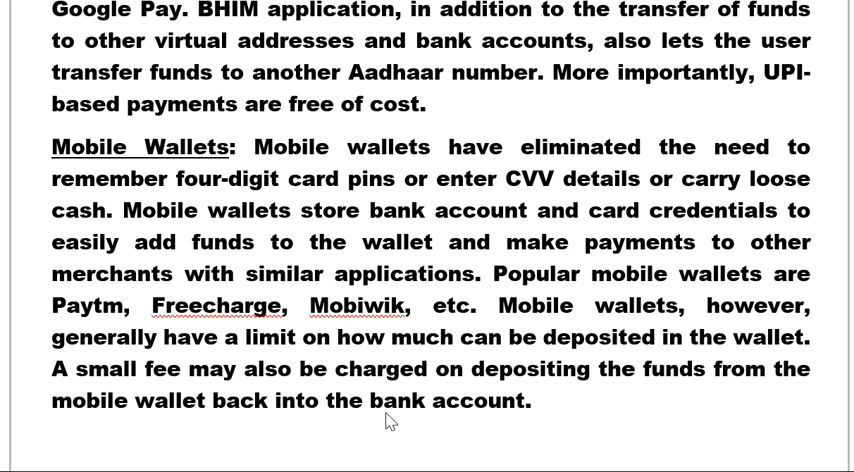 Google Pay. BHIM application, in addition to the transfer of funds
to other virtual addresses and bank accounts, also lets the user
transfer funds to another Aadhaar number. More importantly, UPI-
based payments are free of cost.
Mobile Wallets: Mobile wallets have eliminated the need to
remember four-digit card pins or enter CVV details or carry loose
cash. Mobile wallets store bank account and card credentials to
easily add funds to the wallet and make payments to other
merchants with similar applications. Popular mobile wallets are
Paytm, Freecharge, Mobiwik, etc. Mobile wallets, however,
generally have a limit on how much can be deposited in the wallet.
A small fee may also be charged on depositing the funds from the
mobile wallet back into the bank account.